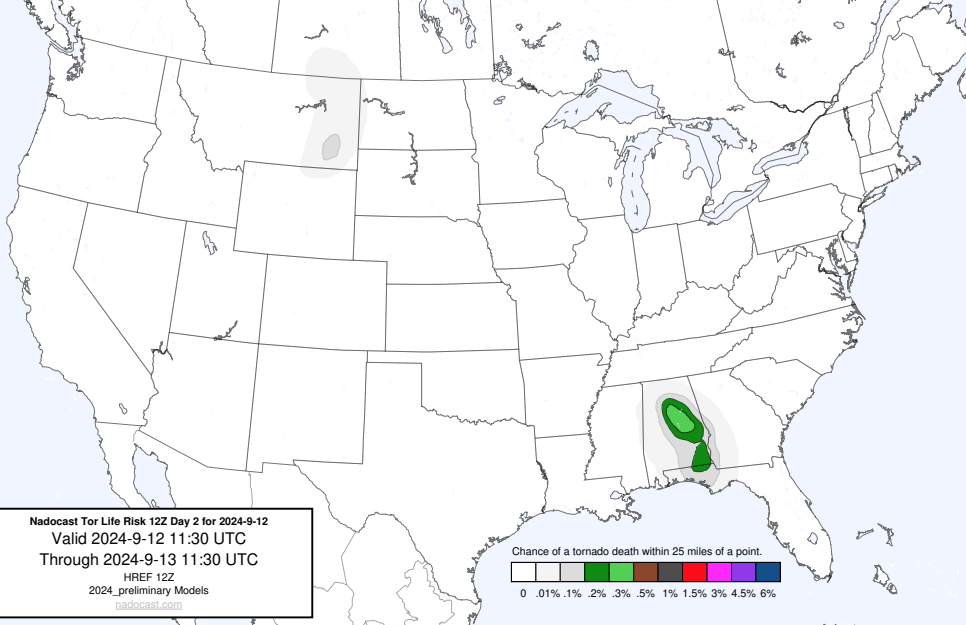 Nadocast Tor Life Risk 12Z Day 2 for 2024-9-12
Valid 2024-9-12 11:30 UTC
Through 2024-9-13 11:30 UTC
HREF 12Z
2024_preliminary Models
nadocast.com
Chance of a tornado death within 25 miles of a point.
0 .01% .1% .2% .3% .5% 1% 1.5% 3% 4.5% 6%